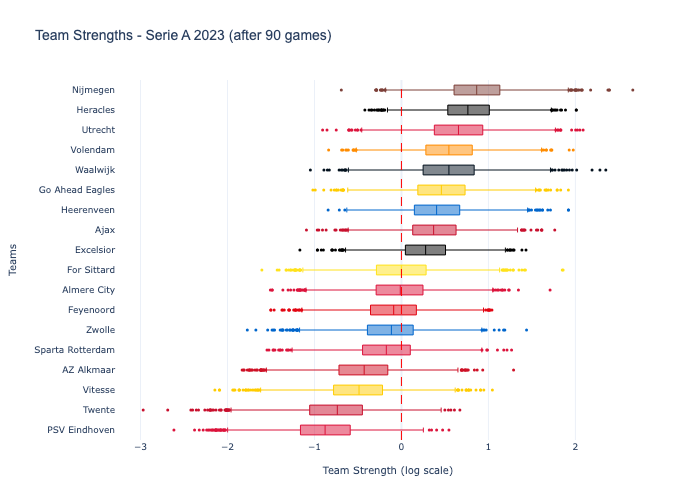 Team Strengths - Serie A 2023 (after 90 games)
Nijmegen
Heracles
Utrecht
Volendam
Waalwijk
Go Ahead Eagles
Heerenveen
Ajax
Excelsior
For Sittard
Almere City
Feyenoord
Zwolle
Sparta Rotterdam
AZ Alkmaar
Vitesse
Twente
PSV Eindhoven
Teams
−3 −2 −1 0 1 2
Team Strength (log scale)